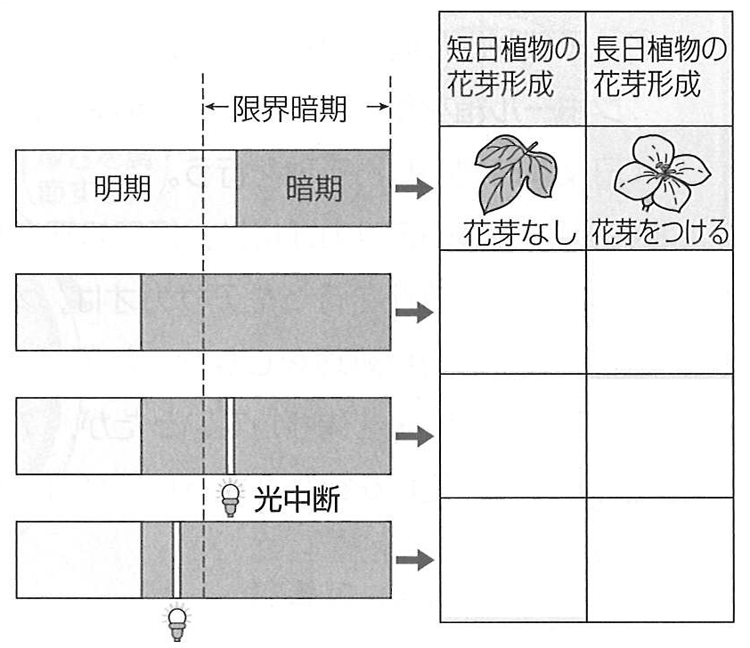 短日植物の
花芽形成
長日植物の
花芽形成
限界暗期
明期
暗期
花芽なし
花芽をつける
光中断